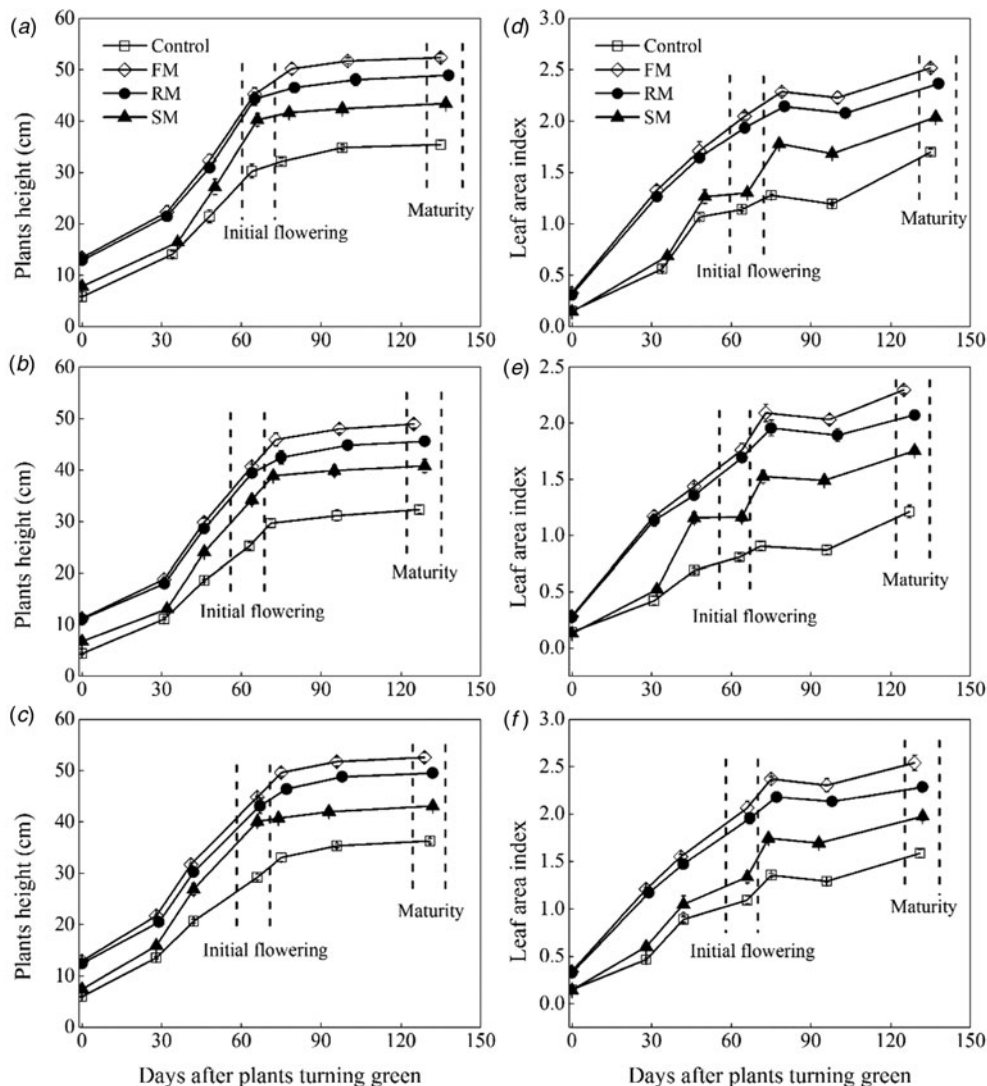 (a)
60
50
40
30
20
10
0
Plants height (cm)
Control
FM
RM
SM
Initial flowering
Maturity
0 30 60 90 120 150
(d)
3.0
2.5
2.0
1.5
1.0
0.5
0.0
Leaf area index
Control
FM
RM
SM
Initial flowering
Maturity
0 30 60 90 120 150
(b)
60
50
40
30
20
10
0
Plants height (cm)
Initial flowering
Maturity
0 30 60 90 120 150
(e)
2.5
2.0
1.5
1.0
0.5
0.0
Leaf area index
Initial flowering
Maturity
0 30 60 90 120 150
(c)
60
50
40
30
20
10
0
Plants height (cm)
Initial flowering
Maturity
0 30 60 90 120 150
Days after plants turning green
(f)
3.0
2.5
2.0
1.5
1.0
0.5
0.0
Leaf area index
Initial flowering
Maturity
0 30 60 90 120 150
Days after plants turning green